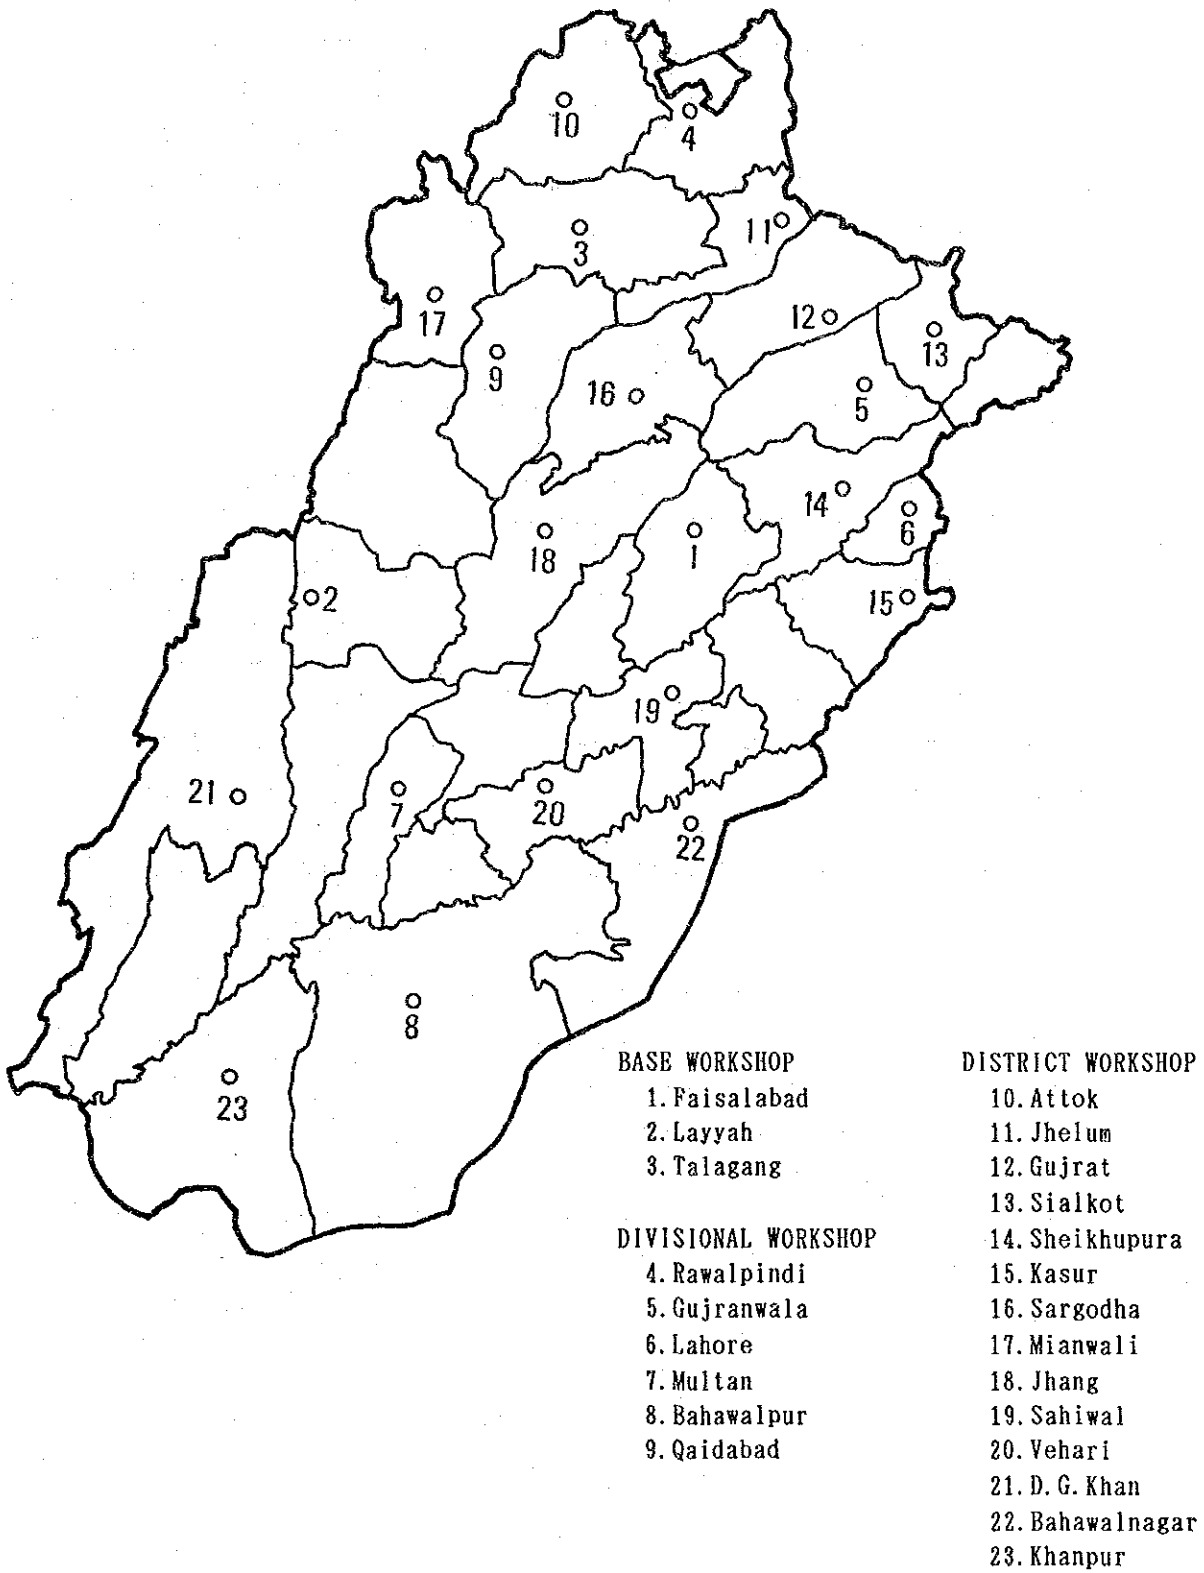 10
4
3
11
17
12
13
9
16
5
14
6
18
1
2
15
19
21
7
20
22
8
23
BASE WORKSHOP
1. Faisalabad
2. Layyah
3. Talagang
DIVISIONAL WORKSHOP
4. Rawalpindi
5. Gujranwala
6. Lahore
7. Multan
8. Bahawalpur
9. Qaidabad
DISTRICT WORKSHOP
10. Attok
11. Jhelum
12. Gujrat
13. Sialkot
14. Sheikhupura
15. Kasur
16. Sargodha
17. Mianwali
18. Jhang
19. Sahiwal
20. Vehari
21. D. G. Khan
22. Bahawalnagar
23. Khanpur